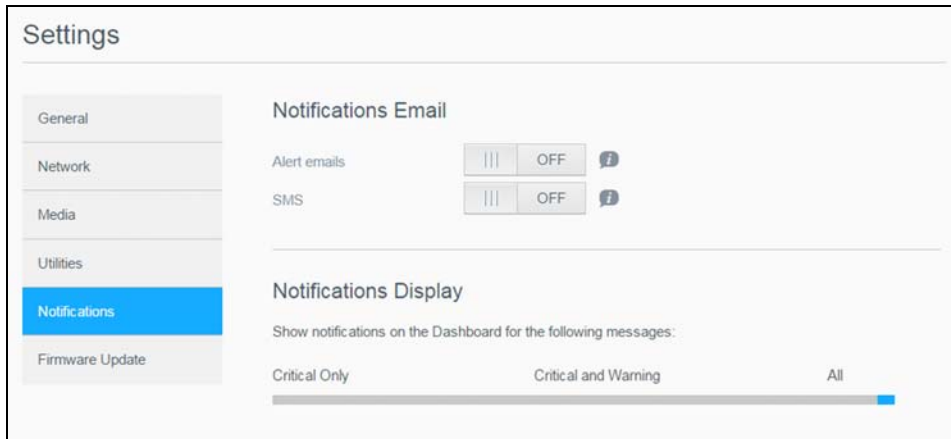 Settings
General
Network
Media
Utilities
Notifications
Firmware Update
Notifications Email
Alert emails OFF i
SMS OFF i
Notifications Display
Show notifications on the Dashboard for the following messages:
Critical Only Critical and Warning All